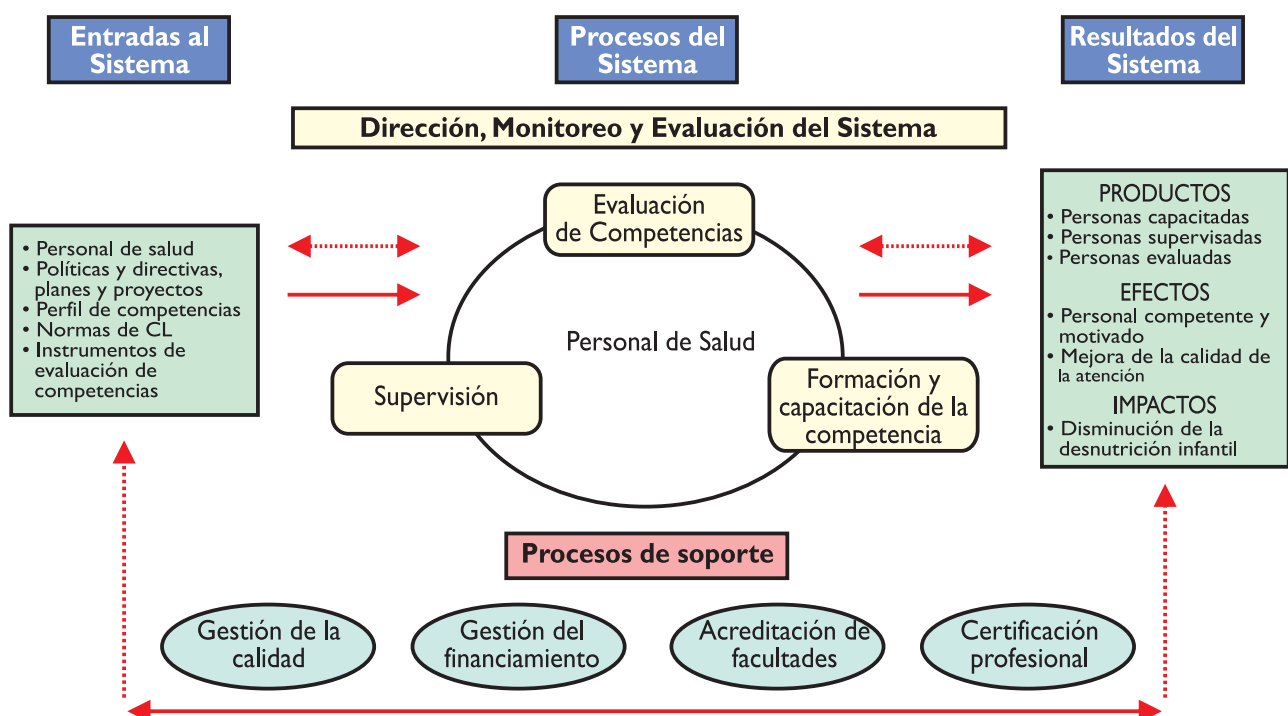 Entradas al
Sistema
Procesos del
Sistema
Resultados del
Sistema
Dirección, Monitoreo y Evaluación del Sistema
• Personal de salud
• Políticas y directivas,
planes y proyectos
• Perfil de competencias
• Normas de CL
• Instrumentos de
evaluación de
competencias
Evaluación
de Competencias
Personal de Salud
Supervisión
Formación y
capacitación de la
competencia
PRODUCTOS
• Personas capacitadas
• Personas supervisadas
• Personas evaluadas
EFECTOS
• Personal competente y
motivado
• Mejora de la calidad de
la atención
IMPACTOS
• Disminución de la
desnutrición infantil
Procesos de soporte
Gestión de la
calidad
Gestión del
financiamiento
Acreditación de
facultades
Certificación
profesional